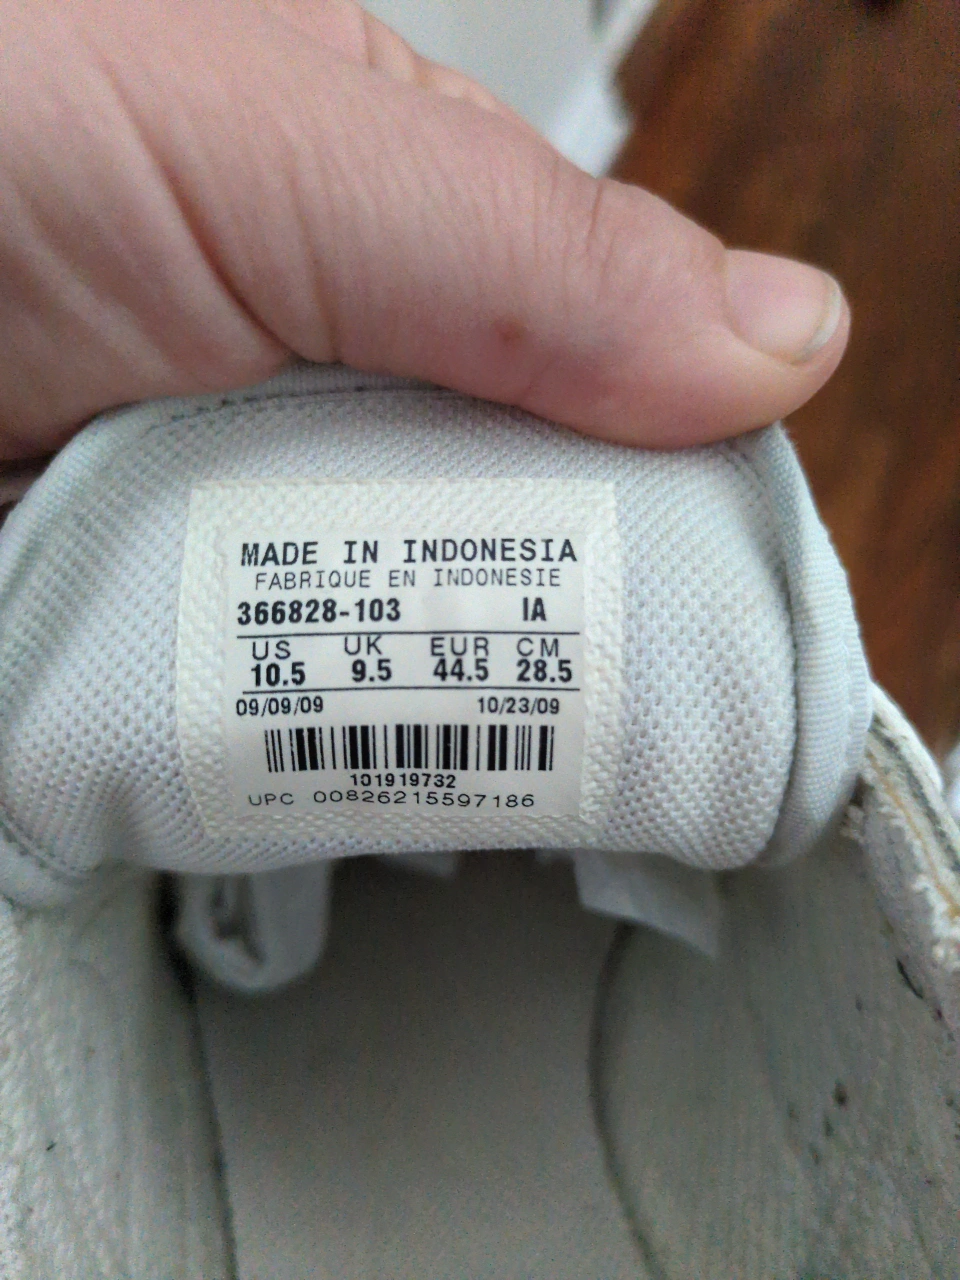 MADE IN INDONESIA
FABRIQUE EN INDONESIE
366828-103 IA
US UK EUR CM
10.5 9.5 44.5 28.5
09/09/09 10/23/09
101919732
UPC 00826215597186